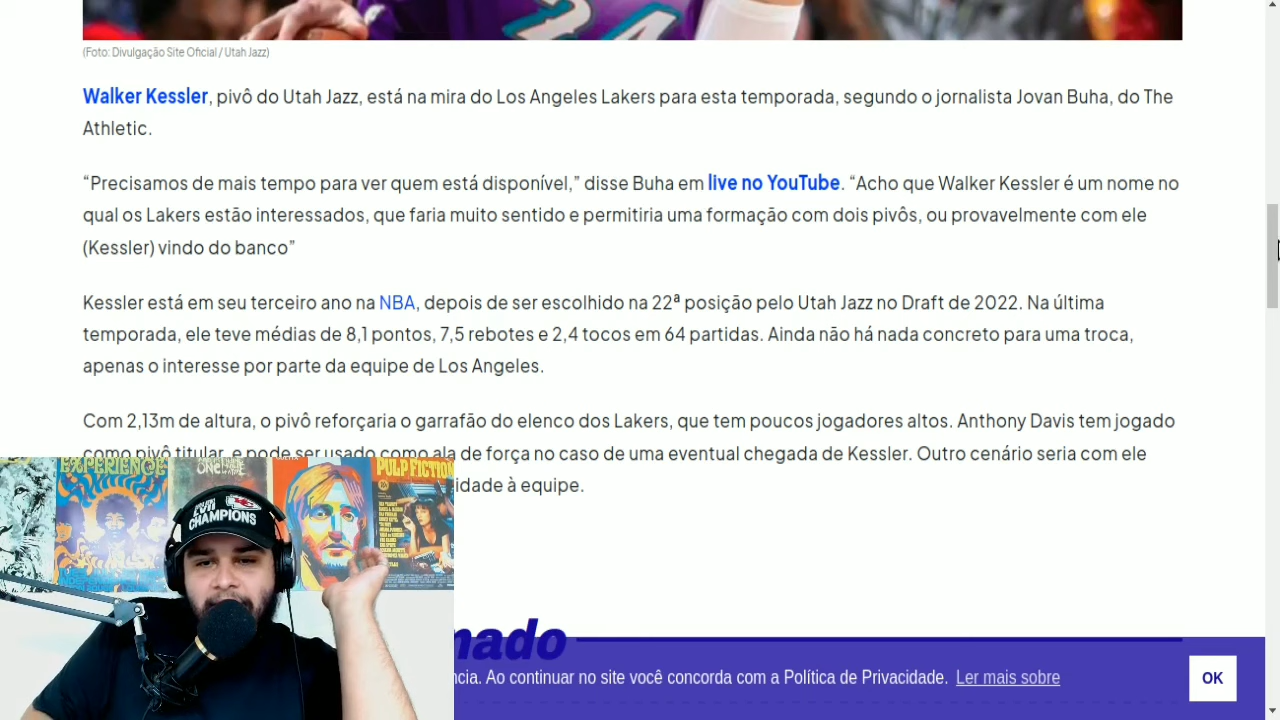 24
(Foto: Divulgação Site Oficial / Utah Jazz)
Walker Kessler, pivô do Utah Jazz, está na mira do Los Angeles Lakers para esta temporada, segundo o jornalista Jovan Buha, do The
Athletic.
“Precisamos de mais tempo para ver quem está disponível,” disse Buha em live no YouTube. “Acho que Walker Kessler é um nome no
qual os Lakers estão interessados, que faria muito sentido e permitiria uma formação com dois pivôs, ou provavelmente com ele
(Kessler) vindo do banco”
Kessler está em seu terceiro ano na NBA, depois de ser escolhido na 22ª posição pelo Utah Jazz no Draft de 2022. Na última
temporada, ele teve médias de 8,1 pontos, 7,5 rebotes e 2,4 tocos em 64 partidas. Ainda não há nada concreto para uma troca,
apenas o interesse por parte da equipe de Los Angeles.
Com 2,13m de altura, o pivô reforçaria o garrafão do elenco dos Lakers, que tem poucos jogadores altos. Anthony Davis tem jogado
como pivô titular, e pode ser usado como ala de força no caso de uma eventual chegada de Kessler. Outro cenário seria com ele
idade à equipe.
EXPERIENCE
ONE
PULP FICTION
LVII
CHAMPIONS
nado
ncia. Ao continuar no site você concorda com a Política de Privacidade. Ler mais sobre
OK